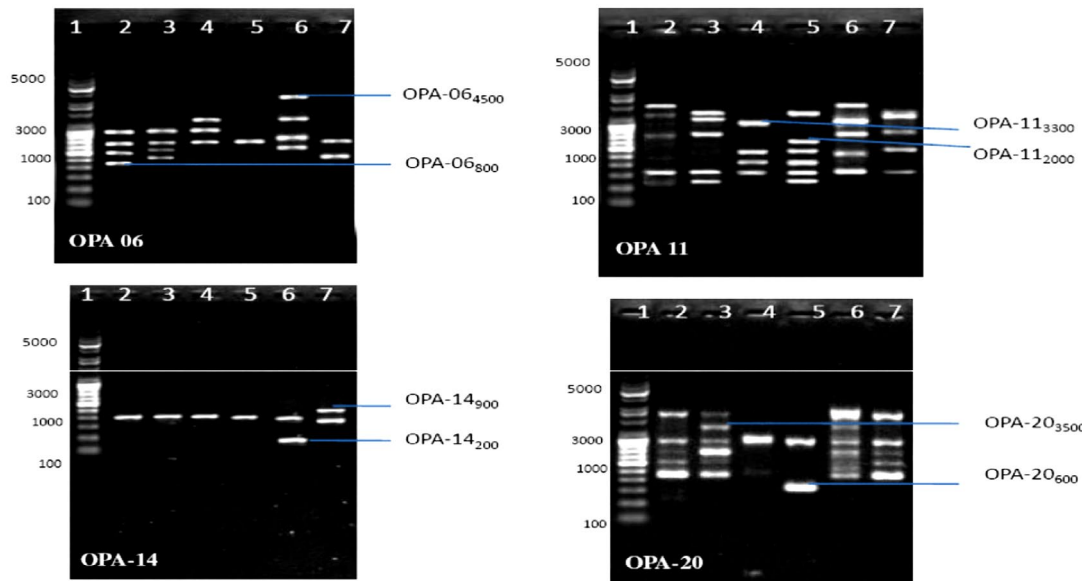 1 2 3 4 5 6 7
5000
3000
1000
100
OPA-06₄₅₀₀
OPA-06₈₀₀
OPA 06
1 2 3 4 5 6 7
5000
3000
1000
100
OPA-11₃₃₀₀
OPA-11₂₀₀₀
OPA 11
1 2 3 4 5 6 7
5000
3000
1000
100
OPA-14₉₀₀
OPA-14₂₀₀
OPA-14
1 2 3 4 5 6 7
5000
3000
1000
100
OPA-20₃₅₀₀
OPA-20₆₀₀
OPA-20